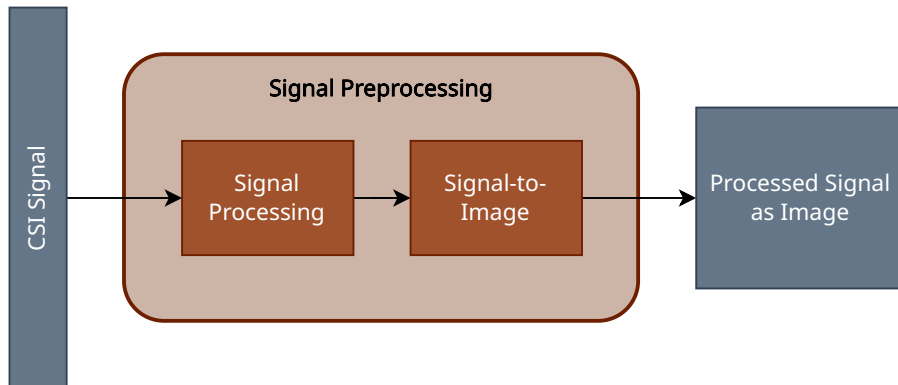 CSI Signal
Signal Preprocessing
Signal
Processing
Signal-to-
Image
Processed Signal
as Image